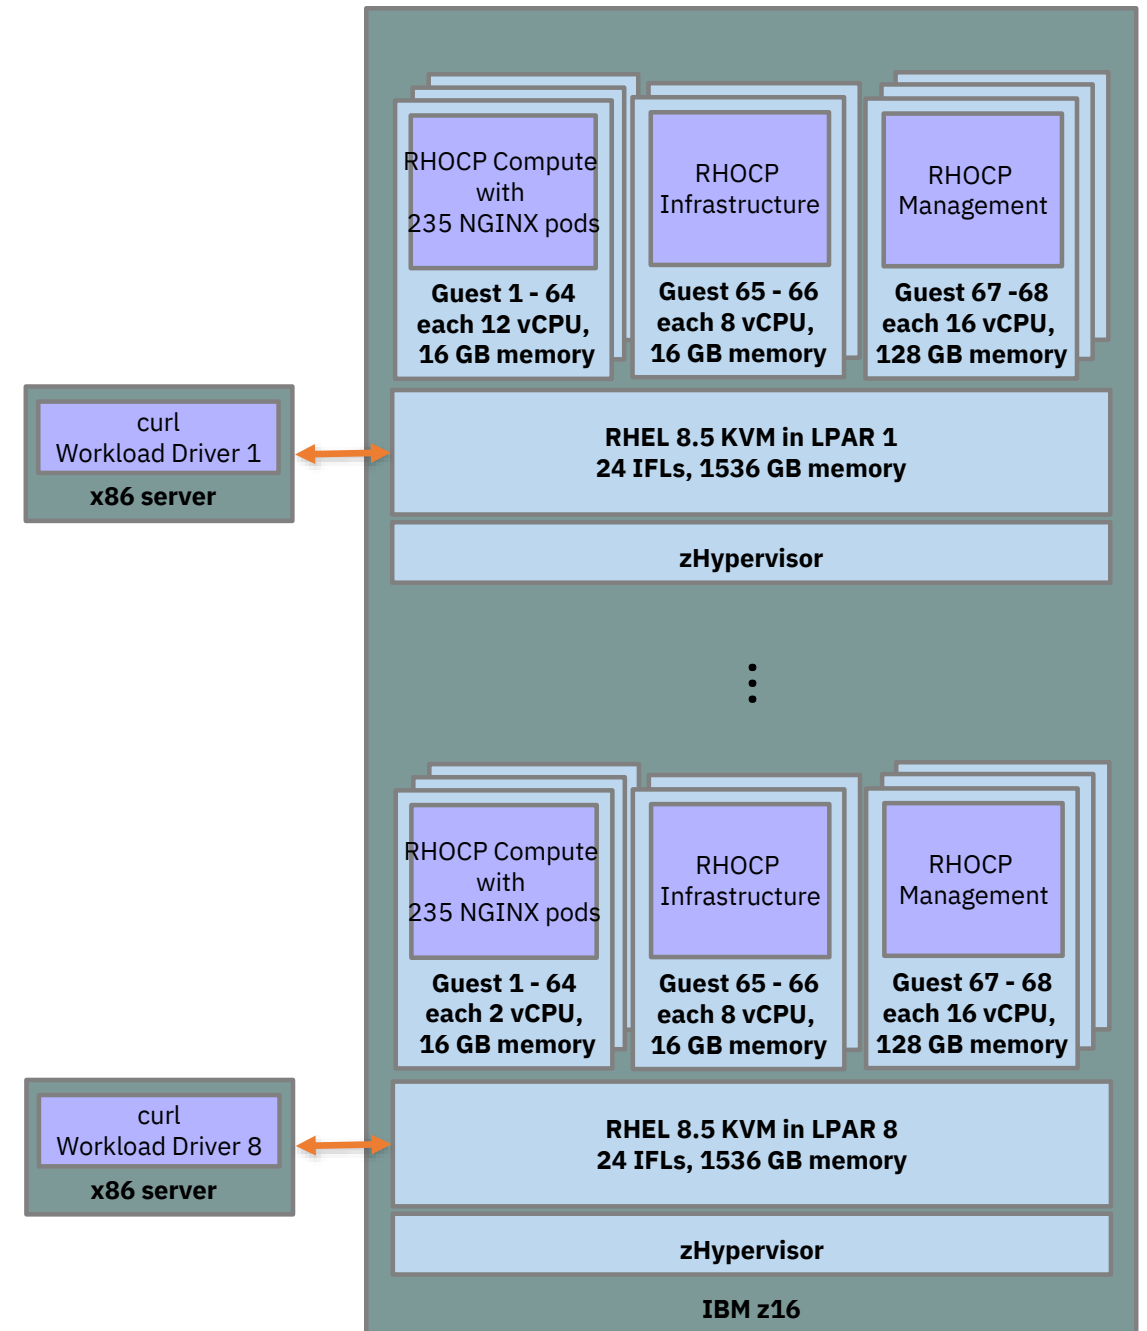 RHOCP Compute
with
235 NGINX pods
Guest 1 - 64
each 12 vCPU,
16 GB memory
RHOCP
Infrastructure
Guest 65 - 66
each 8 vCPU,
16 GB memory
RHOCP
Management
Guest 67 -68
each 16 vCPU,
128 GB memory
curl
Workload Driver 1
x86 server
RHEL 8.5 KVM in LPAR 1
24 IFLs, 1536 GB memory
zHypervisor
RHOCP Compute
with
235 NGINX pods
Guest 1 - 64
each 2 vCPU,
16 GB memory
RHOCP
Infrastructure
Guest 65 - 66
each 8 vCPU,
16 GB memory
RHOCP
Management
Guest 67 - 68
each 16 vCPU,
128 GB memory
curl
Workload Driver 8
x86 server
RHEL 8.5 KVM in LPAR 8
24 IFLs, 1536 GB memory
zHypervisor
IBM z16